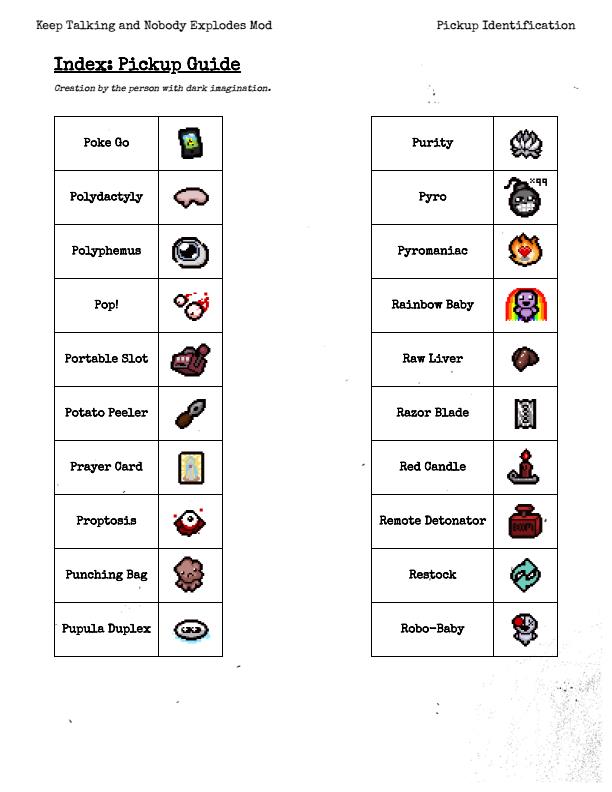 Keep Talking and Nobody Explodes Mod
Pickup Identification
Index: Pickup Guide
Creation by the person with dark imagination.
Poke Go
Polydactyly
Polyphemus
Pop!
Portable Slot
Potato Peeler
Prayer Card
Proptosis
Punching Bag
Pupula Duplex
Purity
Pyro
x99
Pyromaniac
Rainbow Baby
Raw Liver
Razor Blade
Red Candle
Remote Detonator
BOOM!
Restock
Robo-Baby